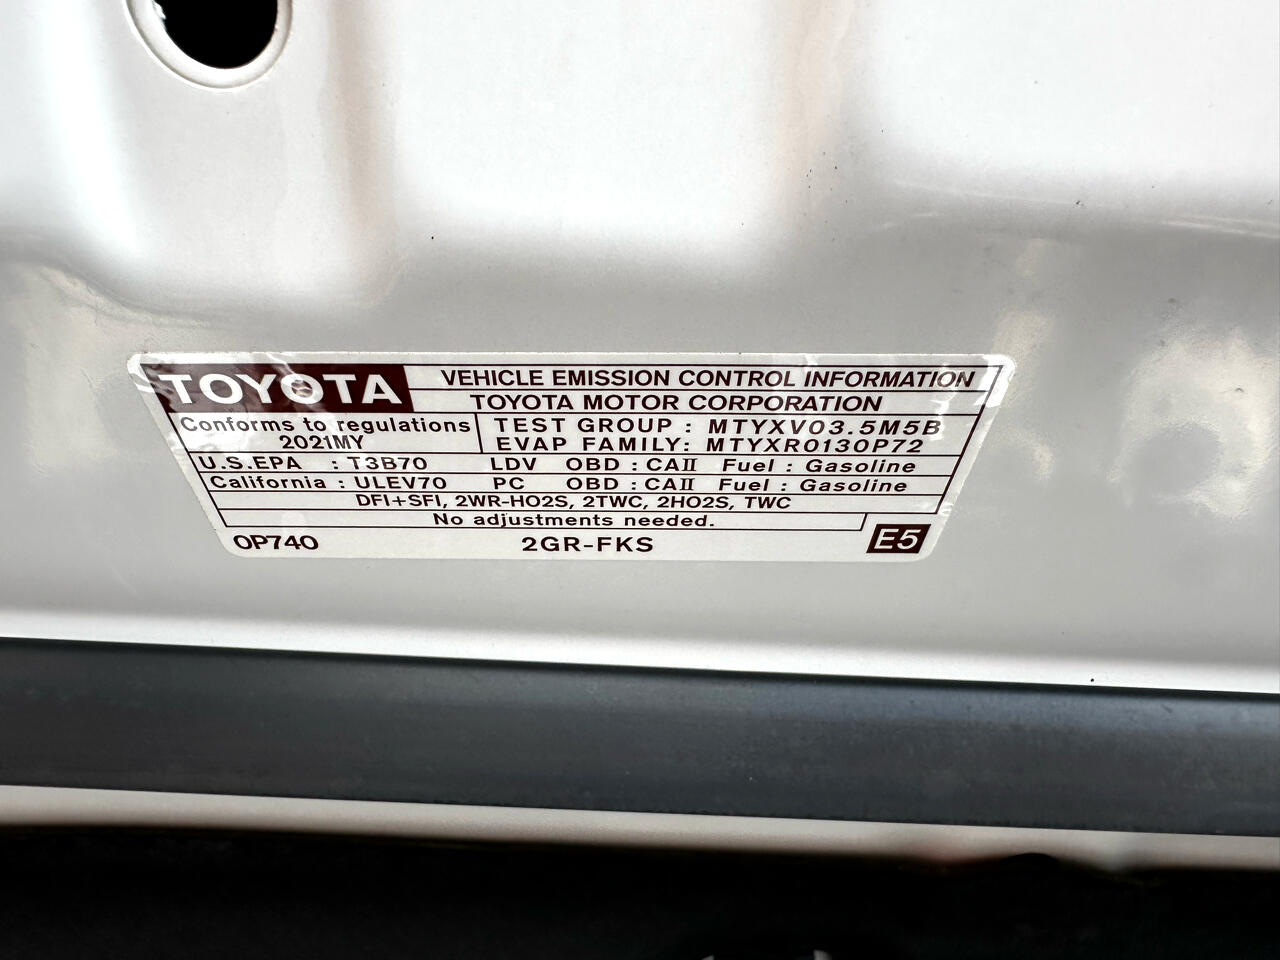 TOYOTA VEHICLE EMISSION CONTROL INFORMATION
TOYOTA MOTOR CORPORATION
Conforms to regulations
2021MY
TEST GROUP : MTYXV03.5M5B
EVAP FAMILY: MTYXR0130P72
U.S.EPA : T3B70 LDV OBD : CAII Fuel : Gasoline
California : ULEV70 PC OBD : CAII Fuel : Gasoline
DFI+SFI, 2WR-HO2S, 2TWC, 2HO2S, TWC
No adjustments needed.
0P740 2GR-FKS E5